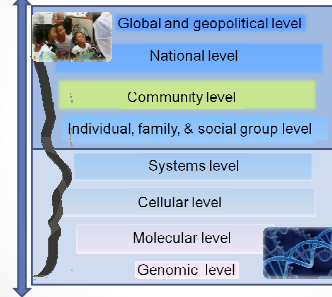 Global and geopolitical level
National level
Community level
Individual, family, & social group level
Systems level
Cellular level
Molecular level
Genomic level